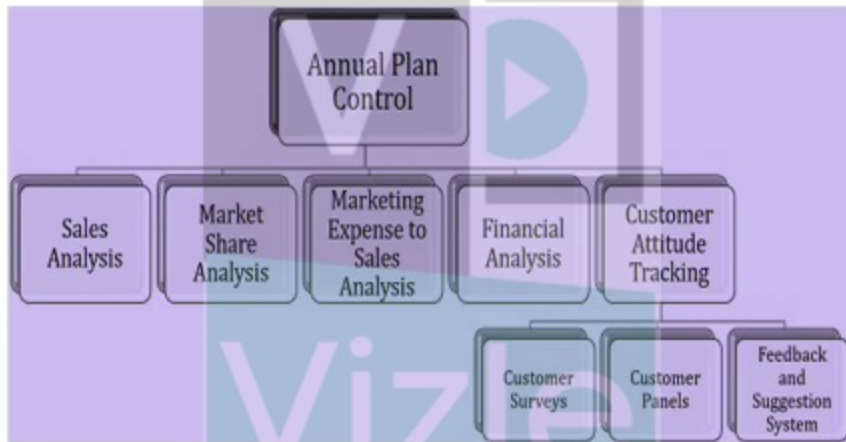 Annual Plan
Control
Sales
Analysis
Market
Share
Analysis
Marketing
Expense to
Sales
Analysis
Financial
Analysis
Customer
Attitude
Tracking
Customer
Surveys
Customer
Panels
Feedback
and
Suggestion
System
V
Vizle